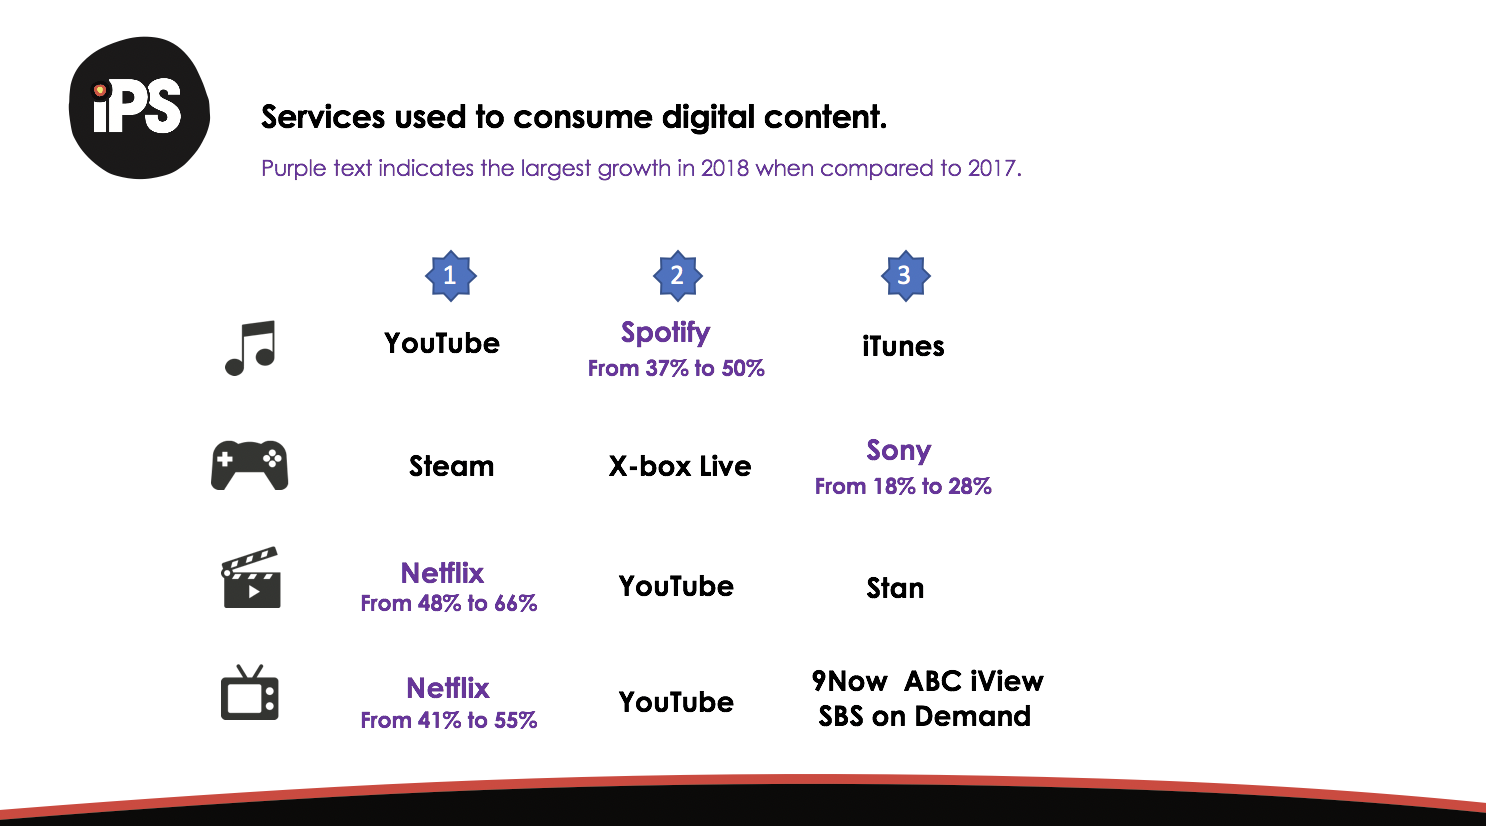 iPS
Services used to consume digital content.
Purple text indicates the largest growth in 2018 when compared to 2017.
1 2 3
YouTube Spotify iTunes
From 37% to 50%
Steam X-box Live Sony
From 18% to 28%
Netflix YouTube Stan
From 48% to 66%
Netflix YouTube 9Now ABC iView
From 41% to 55% SBS on Demand